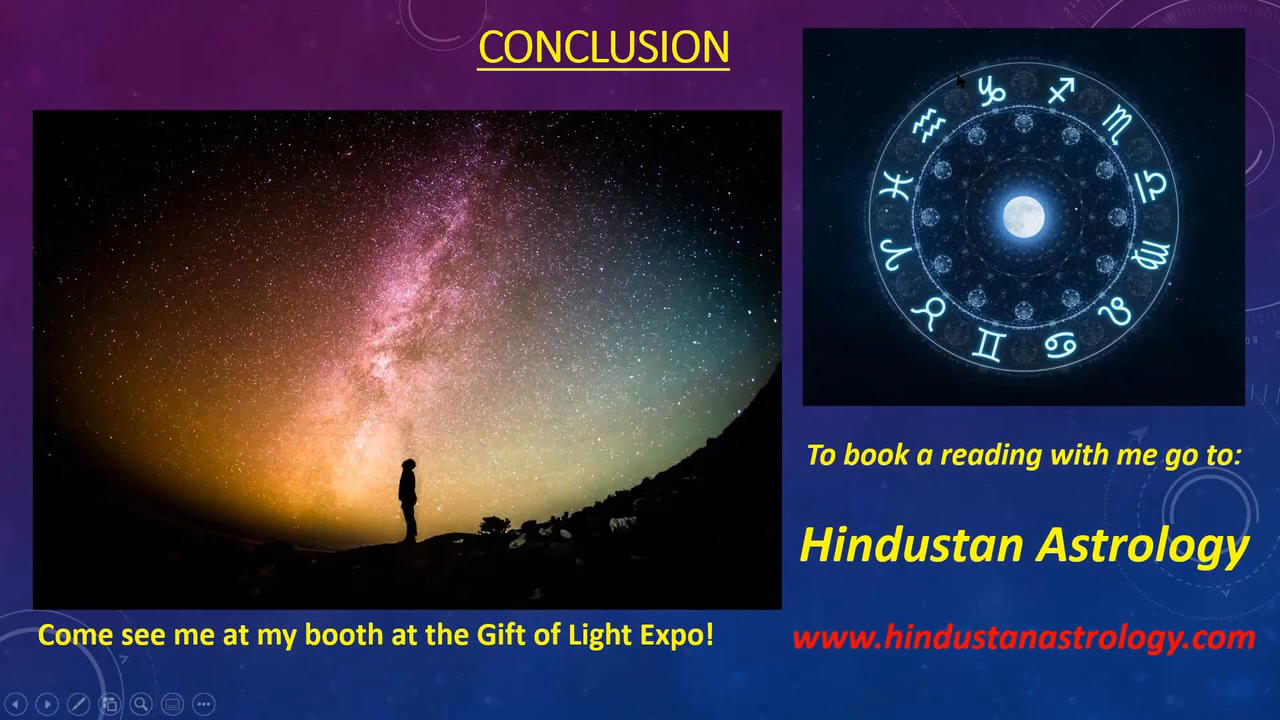 CONCLUSION
To book a reading with me go to:
Hindustan Astrology
Come see me at my booth at the Gift of Light Expo!
www.hindustanastrology.com